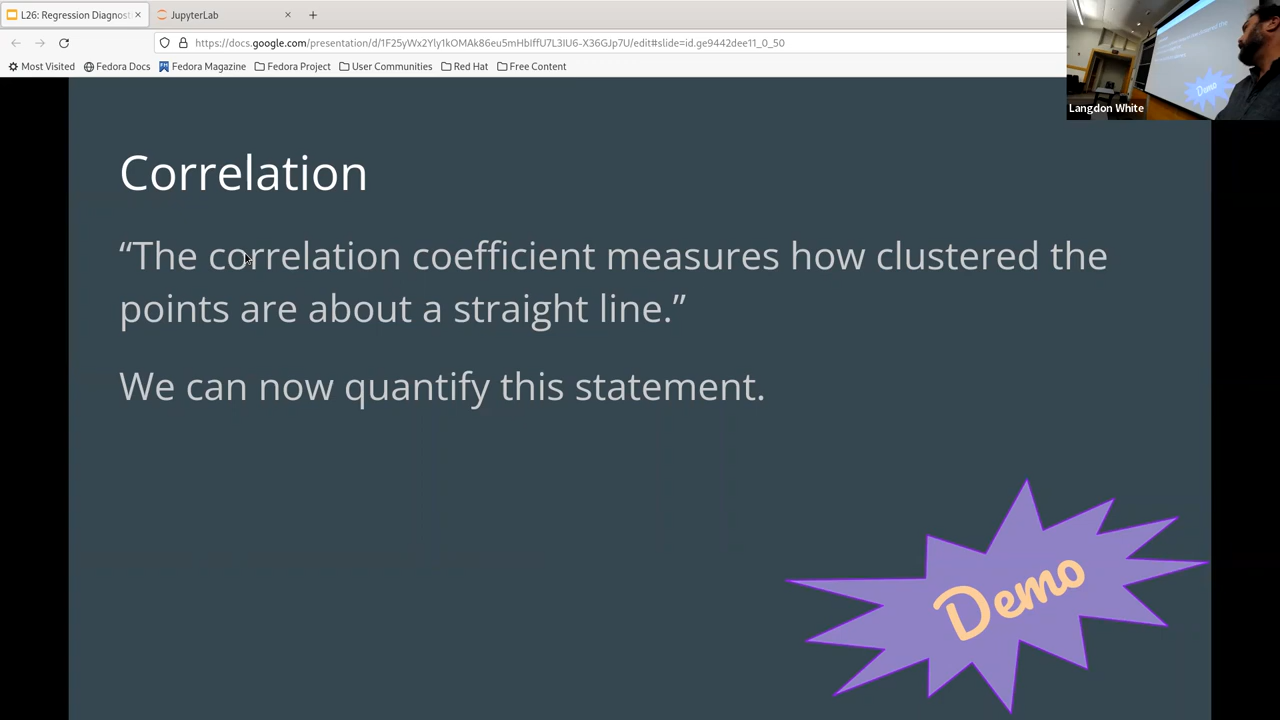 L26: Regression Diagnost
JupyterLab
https://docs.google.com/presentation/d/1F25yWx2Yly1kOMAk86eu5mHbIffU7L3IU6-X36GJp7U/edit#slide=id.ge9442dee11_0_50
Most Visited Fedora Docs Fedora Magazine Fedora Project User Communities Red Hat Free Content
Langdon White
Correlation
“The correlation coefficient measures how clustered the
points are about a straight line.”
We can now quantify this statement.
Demo